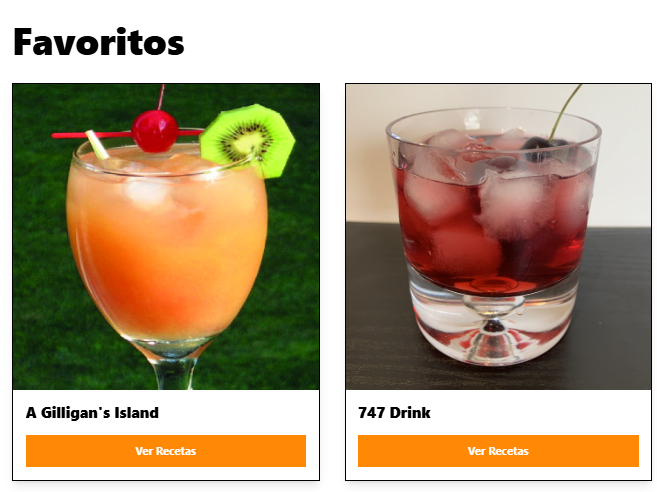 Favoritos
A Gilligan's Island
Ver Recetas
747 Drink
Ver Recetas